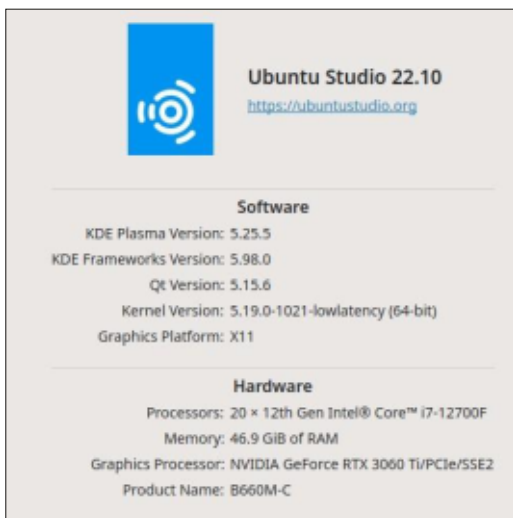 Ubuntu Studio 22.10
https://ubuntustudio.org
Software
KDE Plasma Version: 5.25.5
KDE Frameworks Version: 5.98.0
Qt Version: 5.15.6
Kernel Version: 5.19.0-1021-lowlatency (64-bit)
Graphics Platform: X11
Hardware
Processors: 20 × 12th Gen Intel® Core™ i7-12700F
Memory: 46.9 GiB of RAM
Graphics Processor: NVIDIA GeForce RTX 3060 Ti/PCIe/SSE2
Product Name: B660M-C